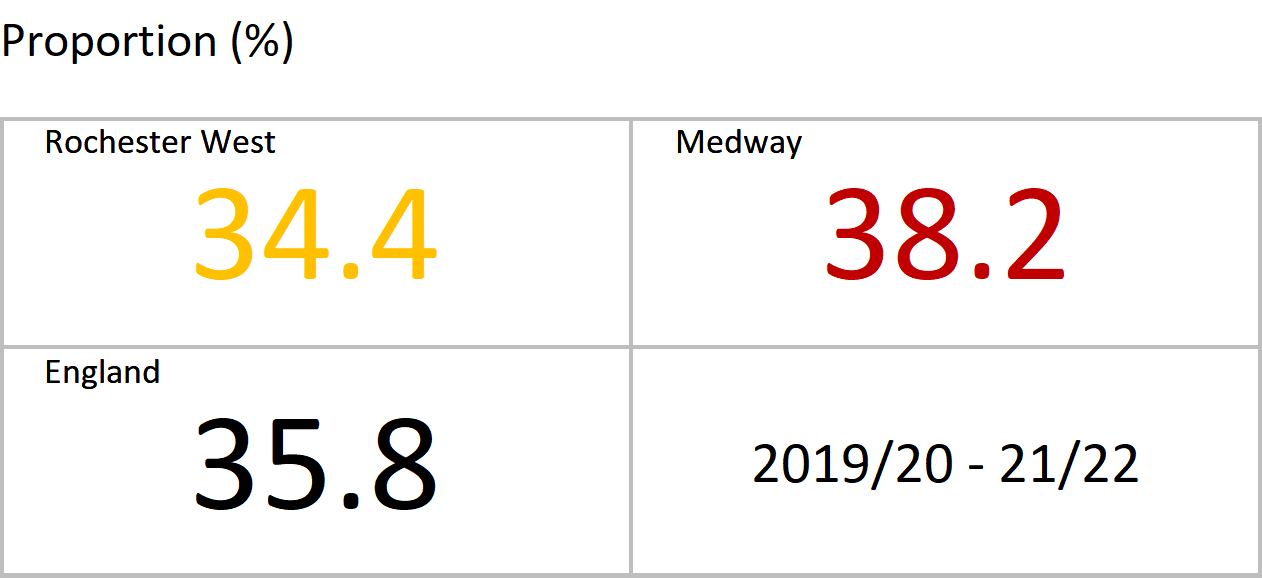 Proportion (%)
Rochester West
34.4
Medway
38.2
England
35.8
2019/20 - 21/22